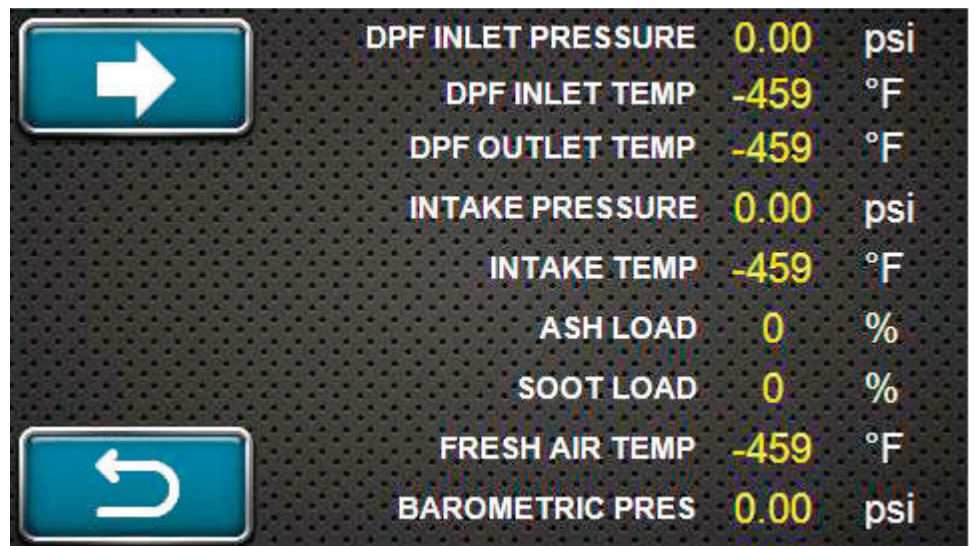 DPF INLET PRESSURE 0.00 psi
DPF INLET TEMP -459 °F
DPF OUTLET TEMP -459 °F
INTAKE PRESSURE 0.00 psi
INTAKE TEMP -459 °F
ASH LOAD 0 %
SOOT LOAD 0 %
FRESH AIR TEMP -459 °F
BAROMETRIC PRES 0.00 psi